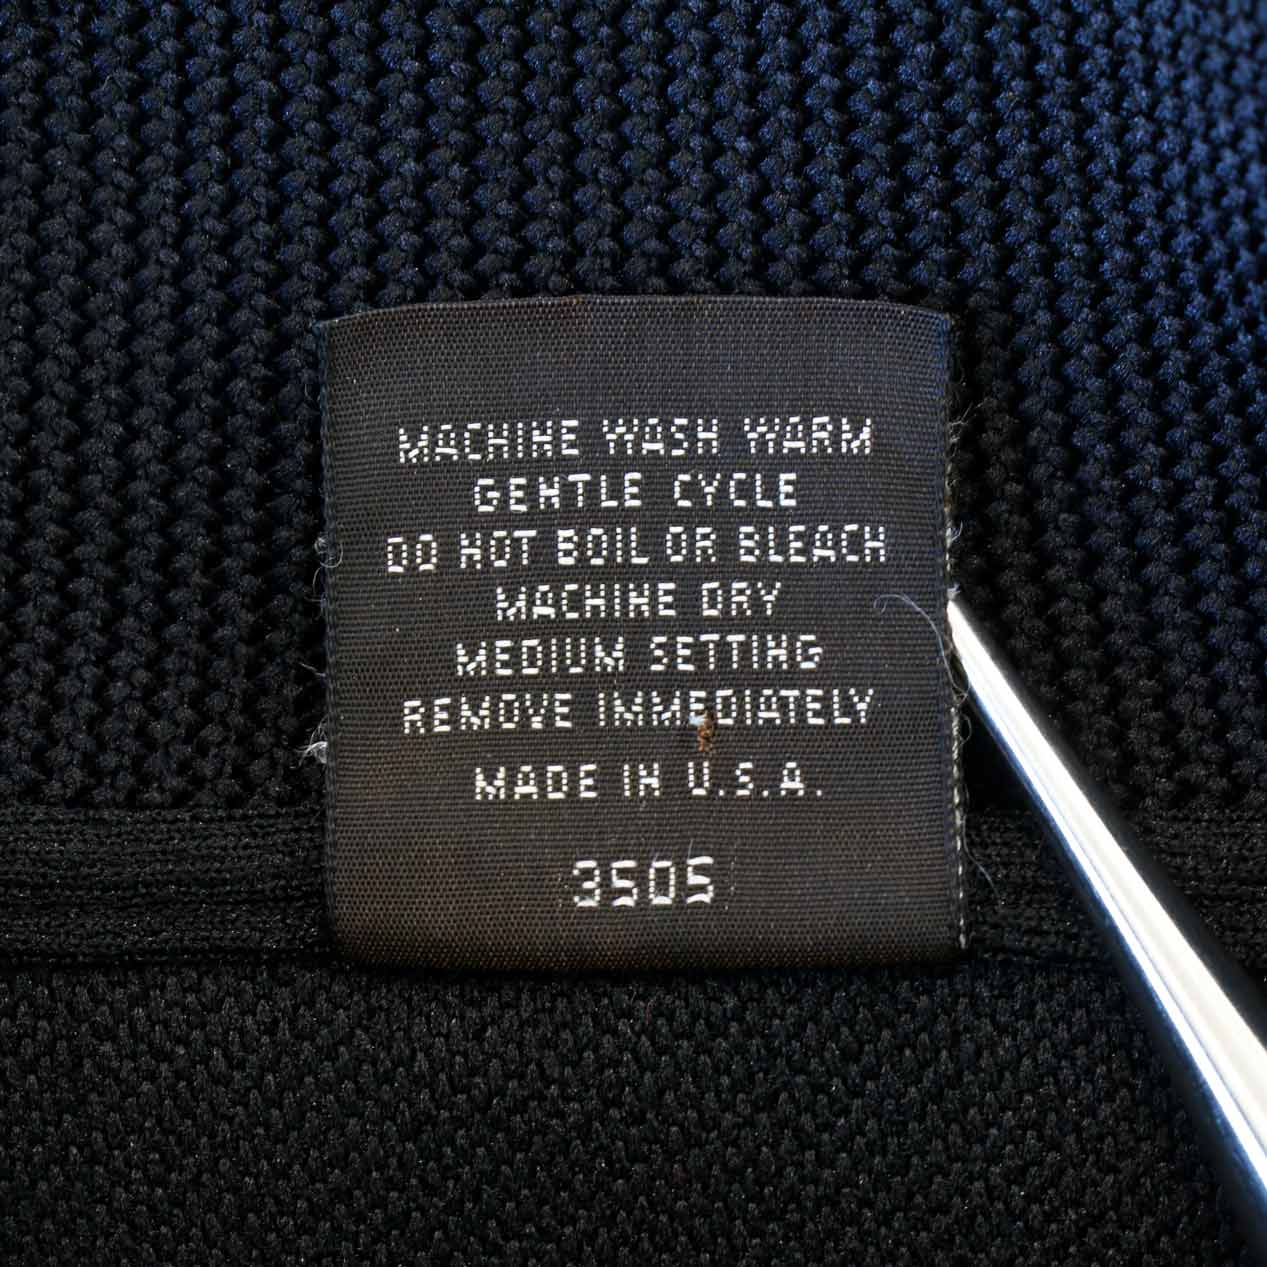 MACHINE WASH WARM
GENTLE CYCLE
DO NOT BOIL OR BLEACH
MACHINE DRY
MEDIUM SETTING
REMOVE IMMEDIATELY
MADE IN U.S.A.
3505